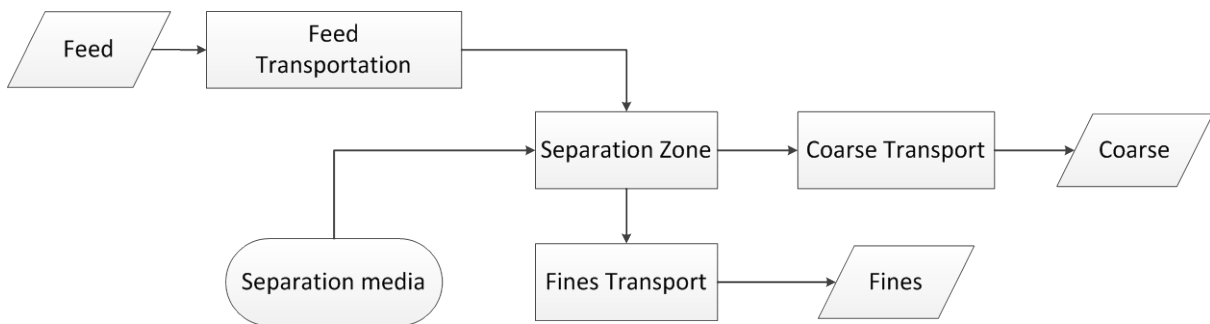 Feed
Feed
Transportation
Separation Zone
Coarse Transport
Coarse
Separation media
Fines Transport
Fines